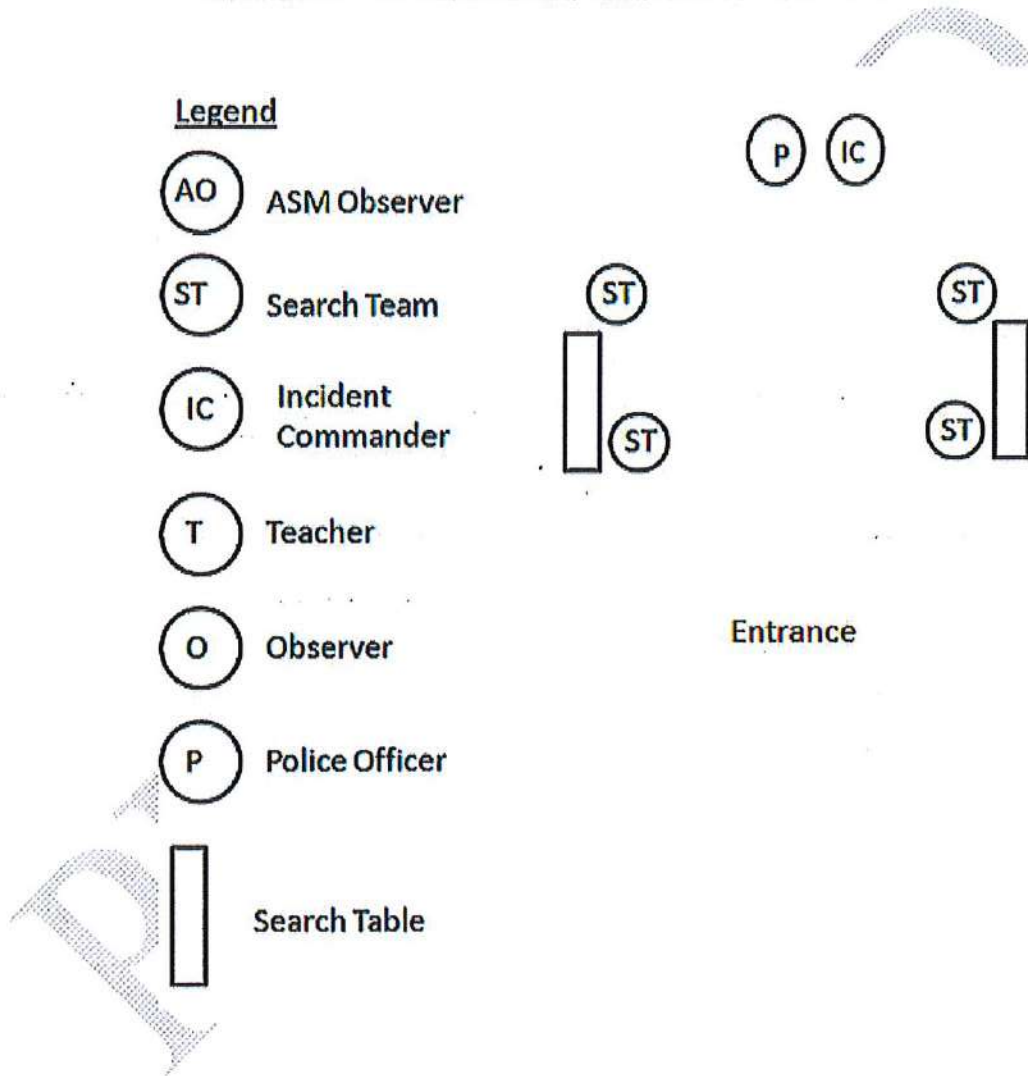 Legend
AO ASM Observer
ST Search Team
IC Incident
Commander
T Teacher
O Observer
P Police Officer
Search Table
P IC
ST ST
ST ST
Entrance